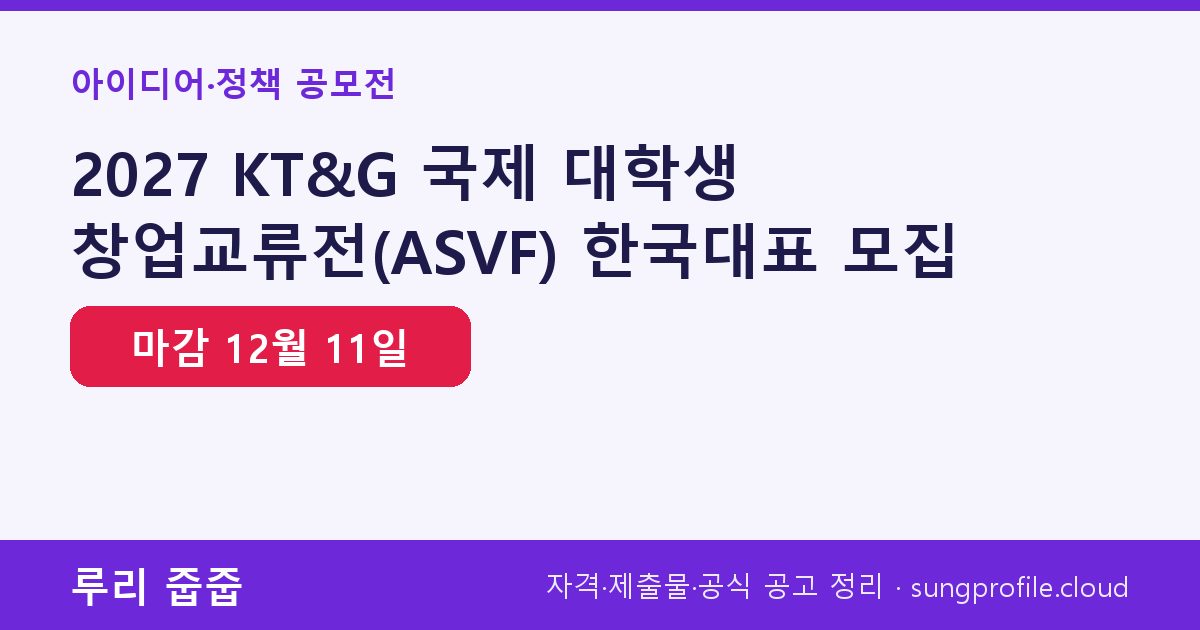 아이디어·정책 공모전
2027 KT&G 국제 대학생
창업교류전(ASVF) 한국대표 모집
마감 12월 11일
루리 줍줍
자격·제출물·공식 공고 정리 · sungprofile.cloud